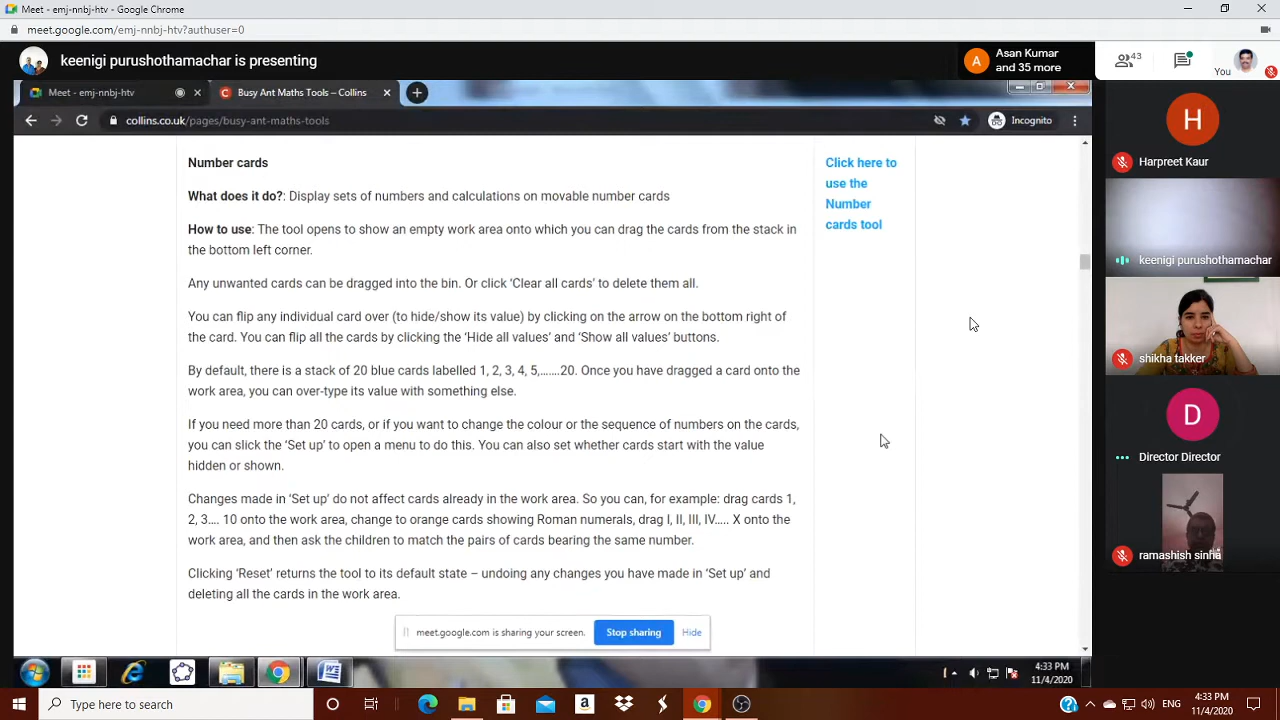 Meet - emj-nnbj-htv - Google Chrome
meet.google.com/emj-nnbj-htv?authuser=0
keenigi purushothamachar is presenting
Asan Kumar
and 35 more
43
You
Meet - emj-nnbj-htv
Busy Ant Maths Tools – Collins
collins.co.uk/pages/busy-ant-maths-tools
Incognito
Number cards
What does it do?: Display sets of numbers and calculations on movable number cards
How to use: The tool opens to show an empty work area onto which you can drag the cards from the stack in
the bottom left corner.
Any unwanted cards can be dragged into the bin. Or click ‘Clear all cards’ to delete them all.
You can flip any individual card over (to hide/show its value) by clicking on the arrow on the bottom right of
the card. You can flip all the cards by clicking the ‘Hide all values’ and ‘Show all values’ buttons.
By default, there is a stack of 20 blue cards labelled 1, 2, 3, 4, 5,…….20. Once you have dragged a card onto the
work area, you can over-type its value with something else.
If you need more than 20 cards, or if you want to change the colour or the sequence of numbers on the cards,
you can slick the ‘Set up’ to open a menu to do this. You can also set whether cards start with the value
hidden or shown.
Changes made in ‘Set up’ do not affect cards already in the work area. So you can, for example: drag cards 1,
2, 3…. 10 onto the work area, change to orange cards showing Roman numerals, drag I, II, III, IV….. X onto the
work area, and then ask the children to match the pairs of cards bearing the same number.
Clicking ‘Reset’ returns the tool to its default state – undoing any changes you have made in ‘Set up’ and
deleting all the cards in the work area.
Click here to
use the
Number
cards tool
meet.google.com is sharing your screen.
Stop sharing
Hide
4:33 PM
11/4/2020
H
Harpreet Kaur
keenigi purushothamachar
shikha takker
D
Director Director
ramashish sinha
A
Type here to search
ENG
4:33 PM
11/4/2020